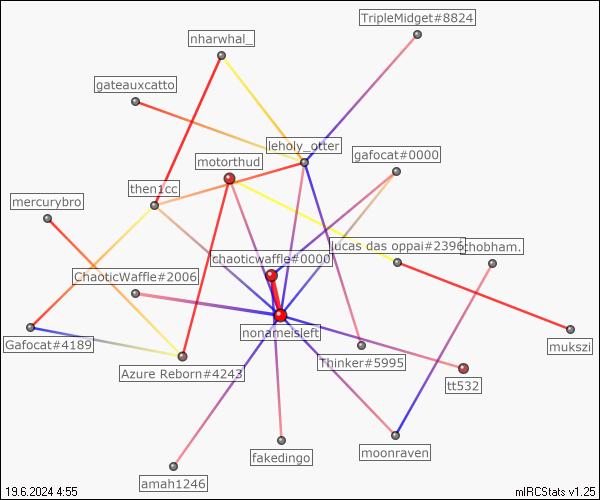 TripleMidget#8824
nharwhal_
gateauxcatto
leholy_otter
gafocat#0000
motorthud
then1cc
mercurybro
lucas das oppai#2396
chobham.
chaoticwaffle#0000
ChaoticWaffle#2006
nonameisleft
Gafocat#4189
mukszi
Thinker#5995
Azure Reborn#4243
tt532
moonraven
fakedingo
amah1246
19.6.2024 4:55
mIRCStats v1.25